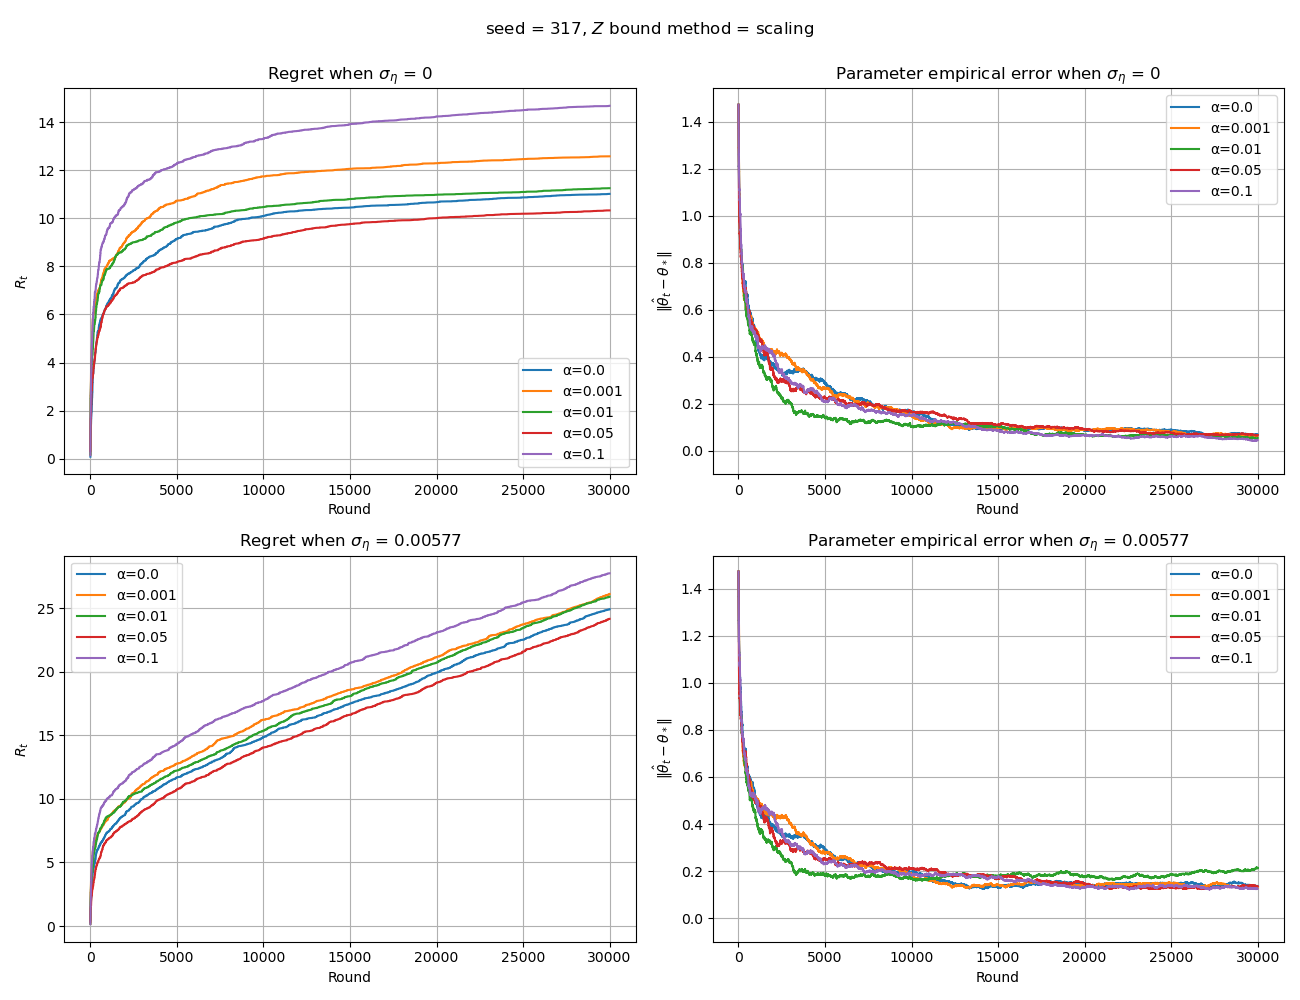 seed = 317, Z bound method = scaling
Regret when σ_η = 0
R_t
14
12
10
8
6
4
2
0
α=0.0
α=0.001
α=0.01
α=0.05
α=0.1
0 5000 10000 15000 20000 25000 30000
Round
Parameter empirical error when σ_η = 0
‖θ̂_t − θ_*‖
1.4
1.2
1.0
0.8
0.6
0.4
0.2
0.0
α=0.0
α=0.001
α=0.01
α=0.05
α=0.1
0 5000 10000 15000 20000 25000 30000
Round
Regret when σ_η = 0.00577
R_t
25
20
15
10
5
0
α=0.0
α=0.001
α=0.01
α=0.05
α=0.1
0 5000 10000 15000 20000 25000 30000
Round
Parameter empirical error when σ_η = 0.00577
‖θ̂_t − θ_*‖
1.4
1.2
1.0
0.8
0.6
0.4
0.2
0.0
α=0.0
α=0.001
α=0.01
α=0.05
α=0.1
0 5000 10000 15000 20000 25000 30000
Round